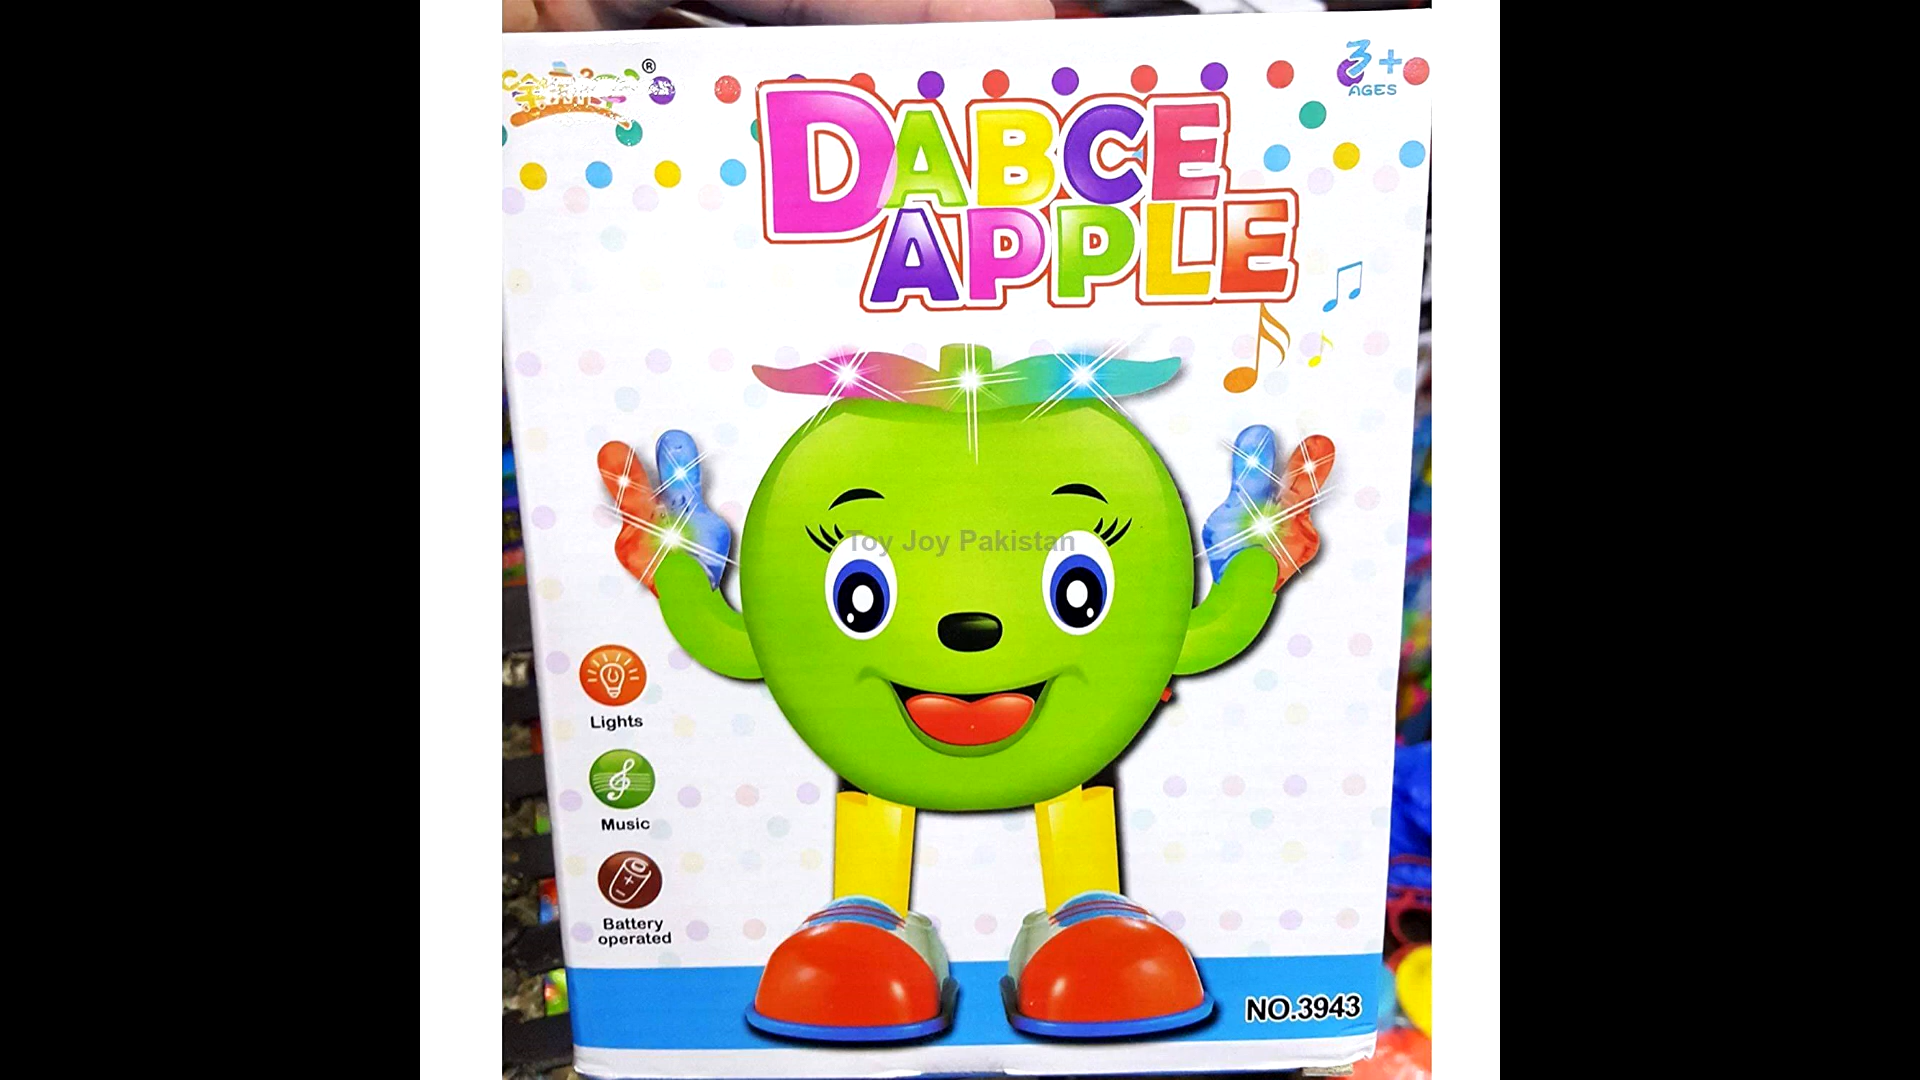 ®
3+
AGES
DABCE
APPLE
Toy Joy Pakistan
Lights
Music
Battery
operated
NO.3943